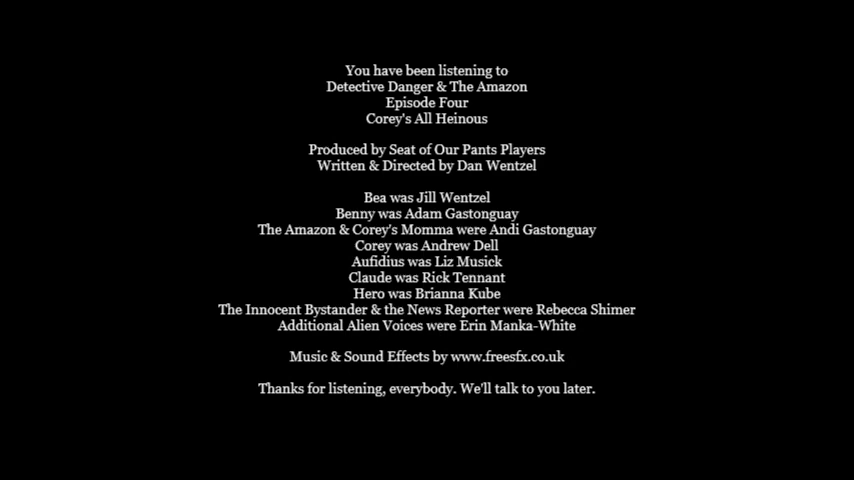 You have been listening to
Detective Danger & The Amazon
Episode Four
Corey's All Heinous
Produced by Seat of Our Pants Players
Written & Directed by Dan Wentzel
Bea was Jill Wentzel
Benny was Adam Gastonguay
The Amazon & Corey's Momma were Andi Gastonguay
Corey was Andrew Dell
Aufidius was Liz Musick
Claude was Rick Tennant
Hero was Brianna Kube
The Innocent Bystander & the News Reporter were Rebecca Shimer
Additional Alien Voices were Erin Manka-White
Music & Sound Effects by www.freesfx.co.uk
Thanks for listening, everybody. We'll talk to you later.